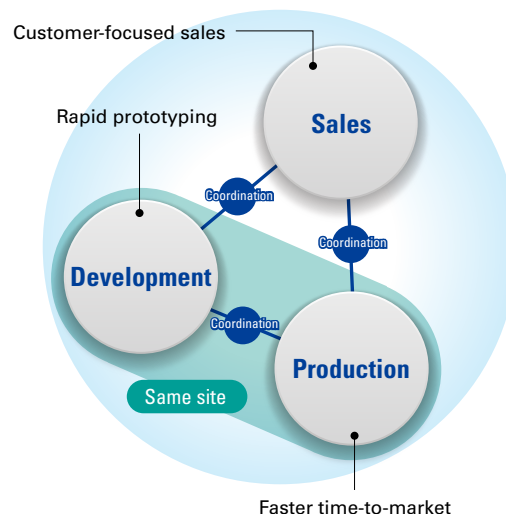 Customer-focused sales
Sales
Rapid prototyping
Coordination
Coordination
Development
Coordination
Production
Same site
Faster time-to-market